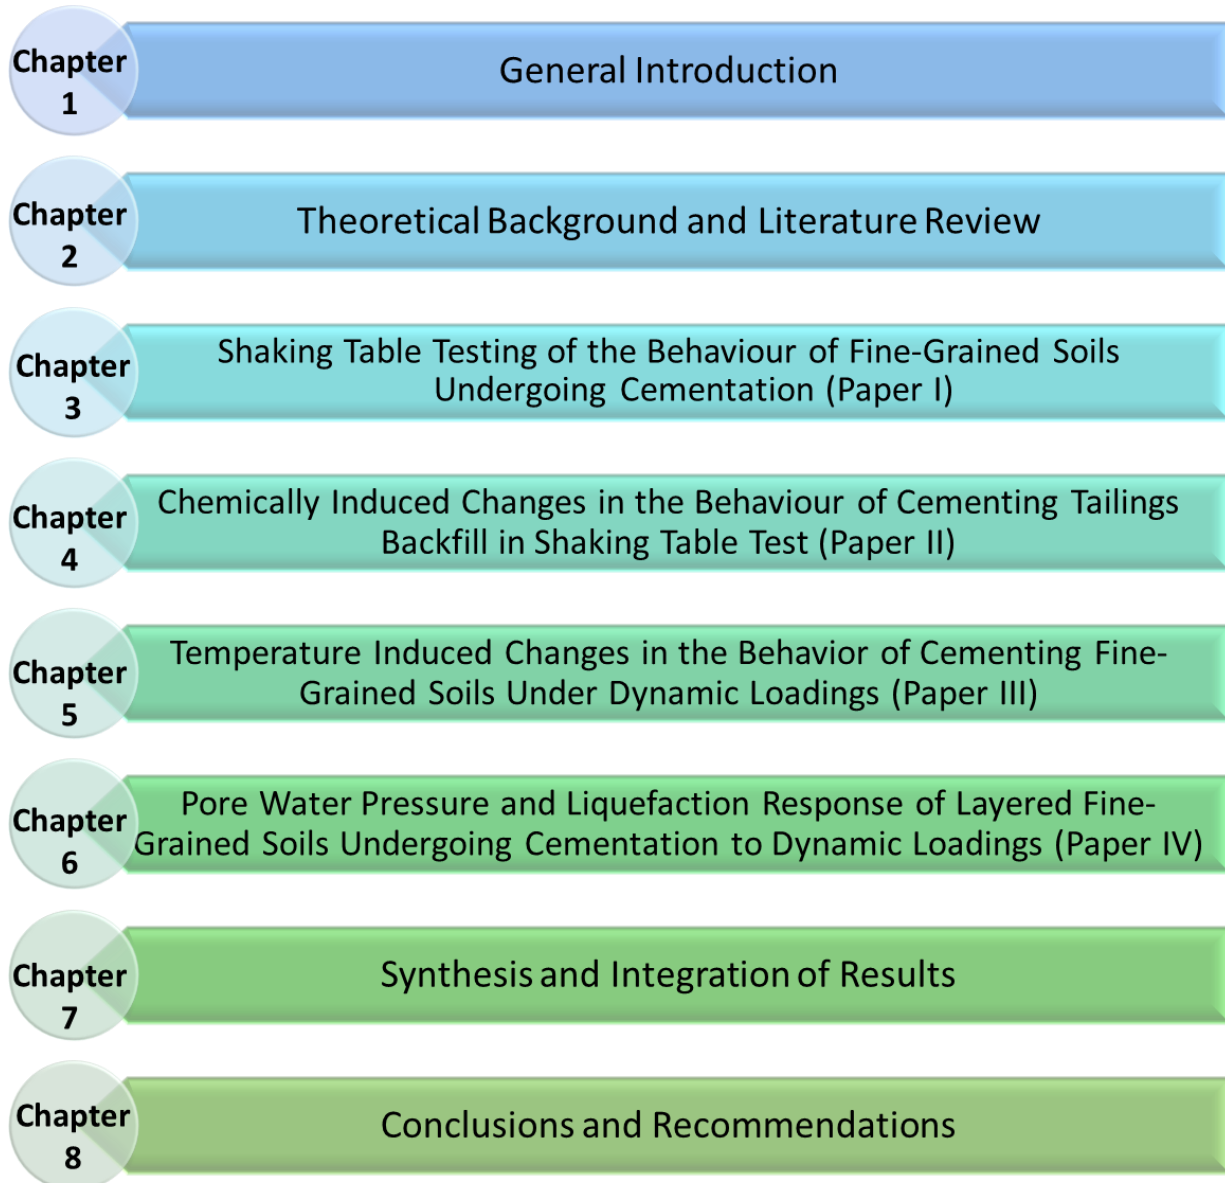 Chapter
1
General Introduction
Chapter
2
Theoretical Background and Literature Review
Chapter
3
Shaking Table Testing of the Behaviour of Fine-Grained Soils
Undergoing Cementation (Paper I)
Chapter
4
Chemically Induced Changes in the Behaviour of Cementing Tailings
Backfill in Shaking Table Test (Paper II)
Chapter
5
Temperature Induced Changes in the Behavior of Cementing Fine-
Grained Soils Under Dynamic Loadings (Paper III)
Chapter
6
Pore Water Pressure and Liquefaction Response of Layered Fine-
Grained Soils Undergoing Cementation to Dynamic Loadings (Paper IV)
Chapter
7
Synthesis and Integration of Results
Chapter
8
Conclusions and Recommendations